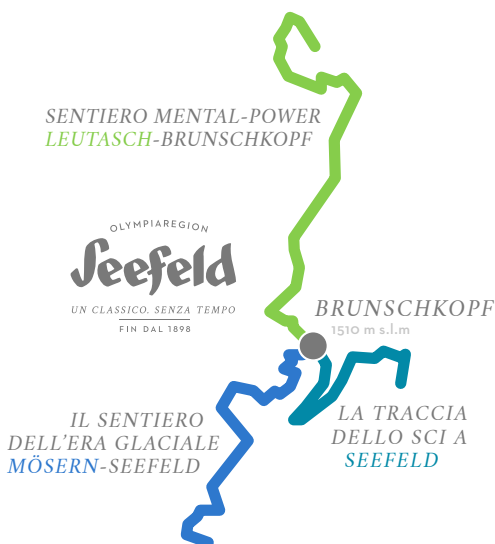 SENTIERO MENTAL-POWER
LEUTASCH-BRUNSCHKOPF
OLYMPIAREGION
Seefeld
UN CLASSICO. SENZA TEMPO
FIN DAL 1898
BRUNSCHKOPF
1510 m s.l.m
IL SENTIERO
DELL'ERA GLACIALE
MÖSERN-SEEFELD
LA TRACCIA
DELLO SCI A
SEEFELD